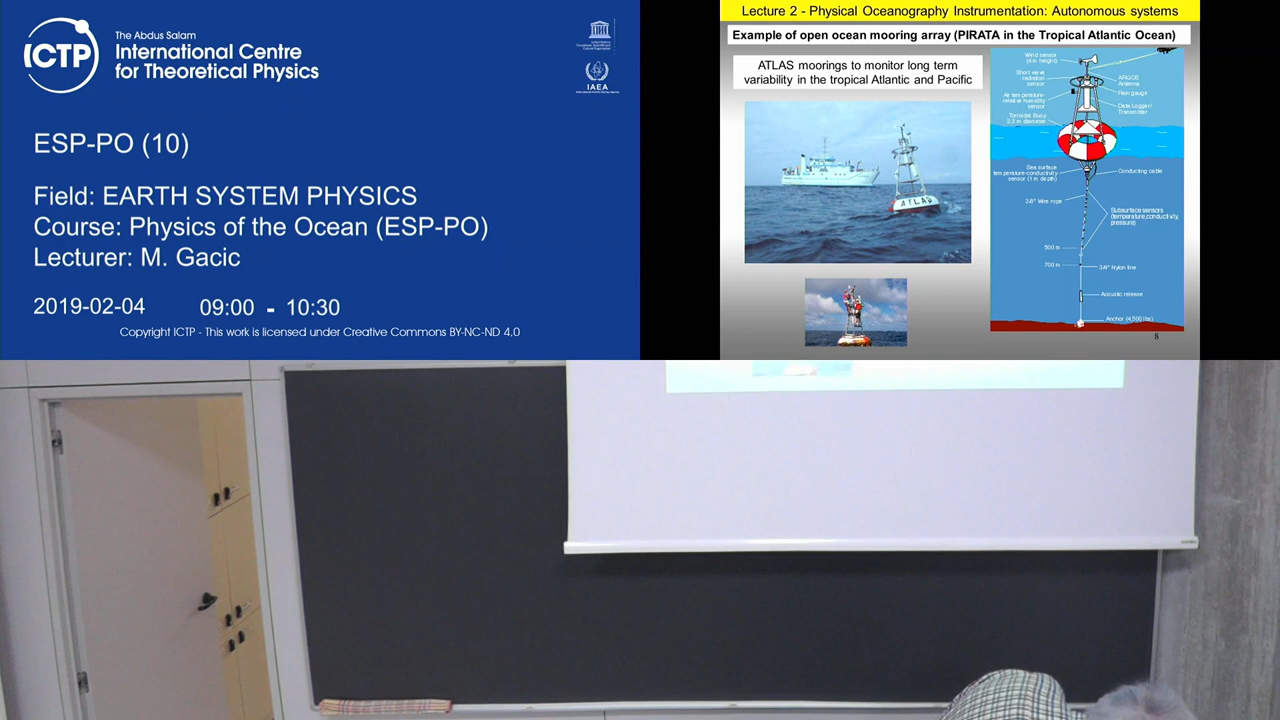 ICTP
The Abdus Salam
International Centre
for Theoretical Physics
IAEA
ESP-PO (10)
Field: EARTH SYSTEM PHYSICS
Course: Physics of the Ocean (ESP-PO)
Lecturer: M. Gacic
2019-02-04 09:00 - 10:30
Copyright ICTP - This work is licensed under Creative Commons BY-NC-ND 4.0
Lecture 2 - Physical Oceanography Instrumentation: Autonomous systems
Example of open ocean mooring array (PIRATA in the Tropical Atlantic Ocean)
ATLAS moorings to monitor long term
variability in the tropical Atlantic and Pacific
ATLAS
Wind sensor
(4 m height)
Short wave
radiation
sensor
Air temperature-
relative humidity
sensor
Toroidal Buoy
2.3 m diameter
ARGOS
Antenna
Rain gauge
Data Logger/
Transmitter
Sea surface
temperature-conductivity
sensor (1 m depth)
Conducting cable
3/8" Wire rope
Subsurface sensors
(temperature,conductivity,
pressure)
500 m
700 m
3/4" Nylon line
Acoustic release
Anchor (4,500 lbs)
8